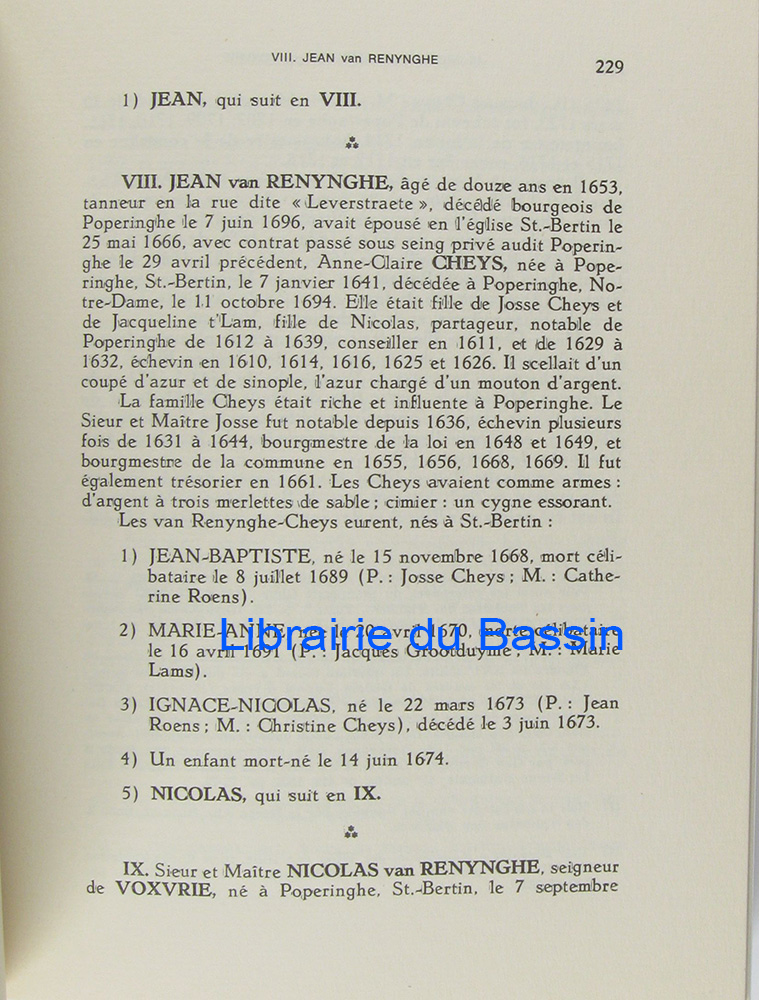 VIII. JEAN van RENYNGHE
229
1) JEAN, qui suit en VIII.
VIII. JEAN van RENYNGHE, âgé de douze ans en 1653,
tanneur en la rue dite « Leverstraete », décédé bourgeois de
Poperinghe le 7 juin 1696, avait épousé en l'église St.-Bertin le
25 mai 1666, avec contrat passé sous seing privé audit Poperin-
ghe le 29 avril précédent, Anne-Claire CHEYS, née à Pope-
ringhe, St.-Bertin, le 7 janvier 1641, décédée à Poperinghe, No-
tre-Dame, le 11 octobre 1694. Elle était fille de Josse Cheys et
de Jacqueline t'Lam, fille de Nicolas, partageur, notable de
Poperinghe de 1612 à 1639, conseiller en 1611, et de 1629 à
1632, échevin en 1610, 1614, 1616, 1625 et 1626. Il scellait d'un
coupé d'azur et de sinople, l'azur chargé d'un mouton d'argent.
La famille Cheys était riche et influente à Poperinghe. Le
Sieur et Maître Josse fut notable depuis 1636, échevin plusieurs
fois de 1631 à 1644, bourgmestre de la loi en 1648 et 1649, et
bourgmestre de la commune en 1655, 1656, 1668, 1669. Il fut
également trésorier en 1661. Les Cheys avaient comme armes :
d'argent à trois merlettes de sable ; cimier : un cygne essorant.
Les van Renynghe-Cheys eurent, nés à St.-Bertin :
1) JEAN-BAPTISTE, né le 15 novembre 1668, mort céli-
bataire le 8 juillet 1689 (P. : Josse Cheys ; M. : Cathe-
rine Roens).
2) MARIE-ANNE, née le 20 avril 1670, morte célibataire
le 16 avril 1691 (P. : Jacques Grootduyme ; M. : Marie
Lams).
Librairie du Bassin
3) IGNACE-NICOLAS, né le 22 mars 1673 (P. : Jean
Roens ; M. : Christine Cheys), décédé le 3 juin 1673.
4) Un enfant mort-né le 14 juin 1674.
5) NICOLAS, qui suit en IX.
IX. Sieur et Maître NICOLAS van RENYNGHE, seigneur
de VOXVRIE, né à Poperinghe, St.-Bertin, le 7 septembre